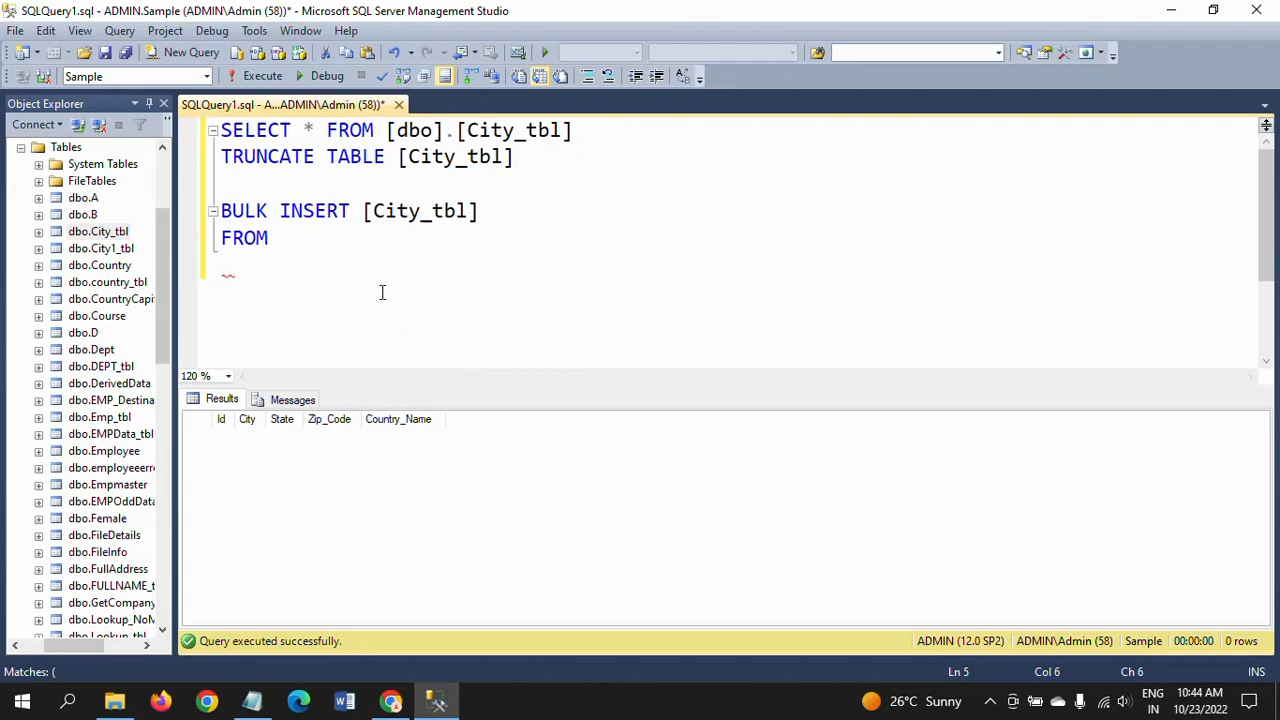 SQLQuery1.sql - ADMIN.Sample (ADMIN\Admin (58))* - Microsoft SQL Server Management Studio
File Edit View Query Project Debug Tools Window Help
New Query
Sample Execute Debug
Object Explorer
SQLQuery1.sql - A...ADMIN\Admin (58))*
Connect
Tables
System Tables
FileTables
dbo.A
dbo.B
dbo.City_tbl
dbo.City1_tbl
dbo.Country
dbo.country_tbl
dbo.CountryCapi
dbo.Course
dbo.D
dbo.Dept
dbo.DEPT_tbl
dbo.DerivedData
dbo.EMP_Destina
dbo.Emp_tbl
dbo.EMPData_tbl
dbo.Employee
dbo.employeeerr
dbo.Empmaster
dbo.EMPOddData
dbo.Female
dbo.FileDetails
dbo.FileInfo
dbo.FullAddress
dbo.FULLNAME_t
dbo.GetCompany
dbo.Lookup_NoM
dbo.Lookup_tbl
SELECT * FROM [dbo].[City_tbl]
TRUNCATE TABLE [City_tbl]
BULK INSERT [City_tbl]
FROM
120 %
Results Messages
Id City State Zip_Code Country_Name
Query executed successfully. ADMIN (12.0 SP2) ADMIN\Admin (58) Sample 00:00:00 0 rows
Matches: ( Ln 5 Col 6 Ch 6 INS
26°C Sunny
ENG
IN
10:44 AM
10/23/2022